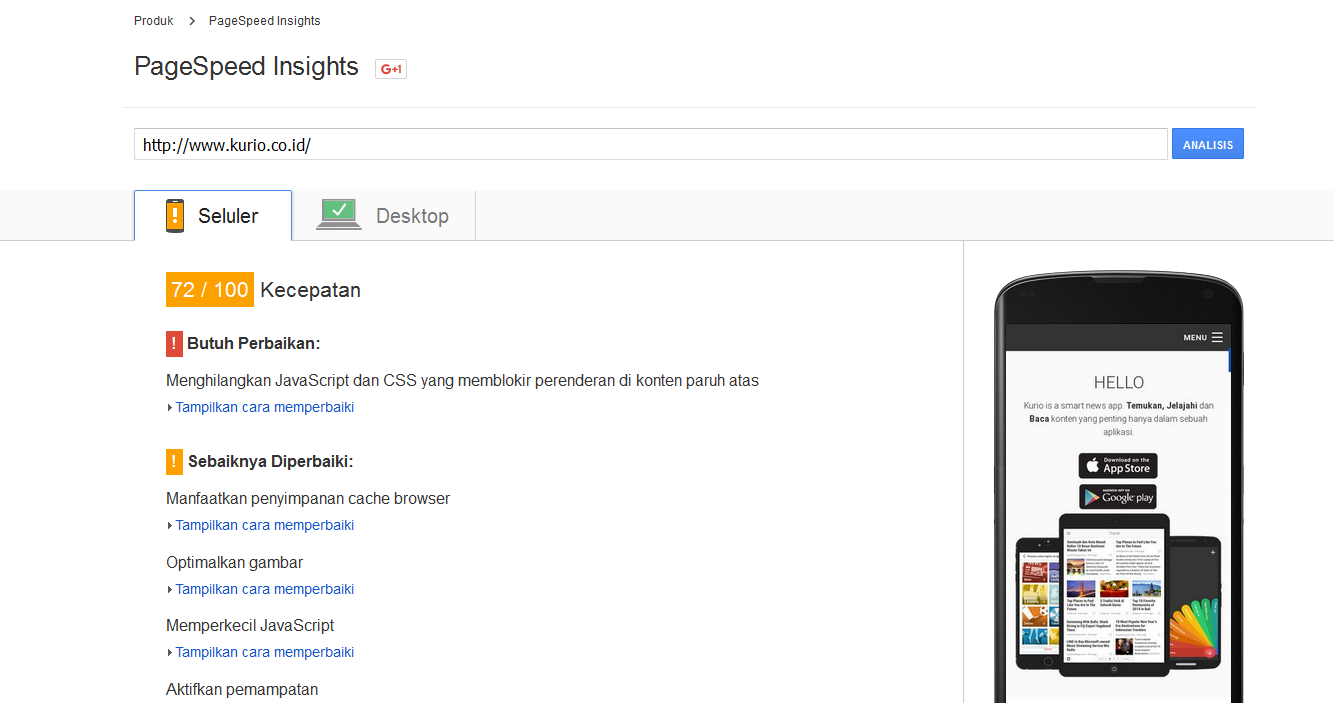 Produk > PageSpeed Insights
PageSpeed Insights
G+1
http://www.kurio.co.id/
ANALISIS
Seluler
Desktop
72 / 100 Kecepatan
! Butuh Perbaikan:
Menghilangkan JavaScript dan CSS yang memblokir perenderan di konten paruh atas
Tampilkan cara memperbaiki
! Sebaiknya Diperbaiki:
Manfaatkan penyimpanan cache browser
Tampilkan cara memperbaiki
Optimalkan gambar
Tampilkan cara memperbaiki
Memperkecil JavaScript
Tampilkan cara memperbaiki
Aktifkan pemampatan
MENU
HELLO
Kurio is a smart news app. Temukan, Jelajahi dan
Baca konten yang penting hanya dalam sebuah
aplikasi.
Download on the
App Store
ANDROID APP ON
Google play
Travel